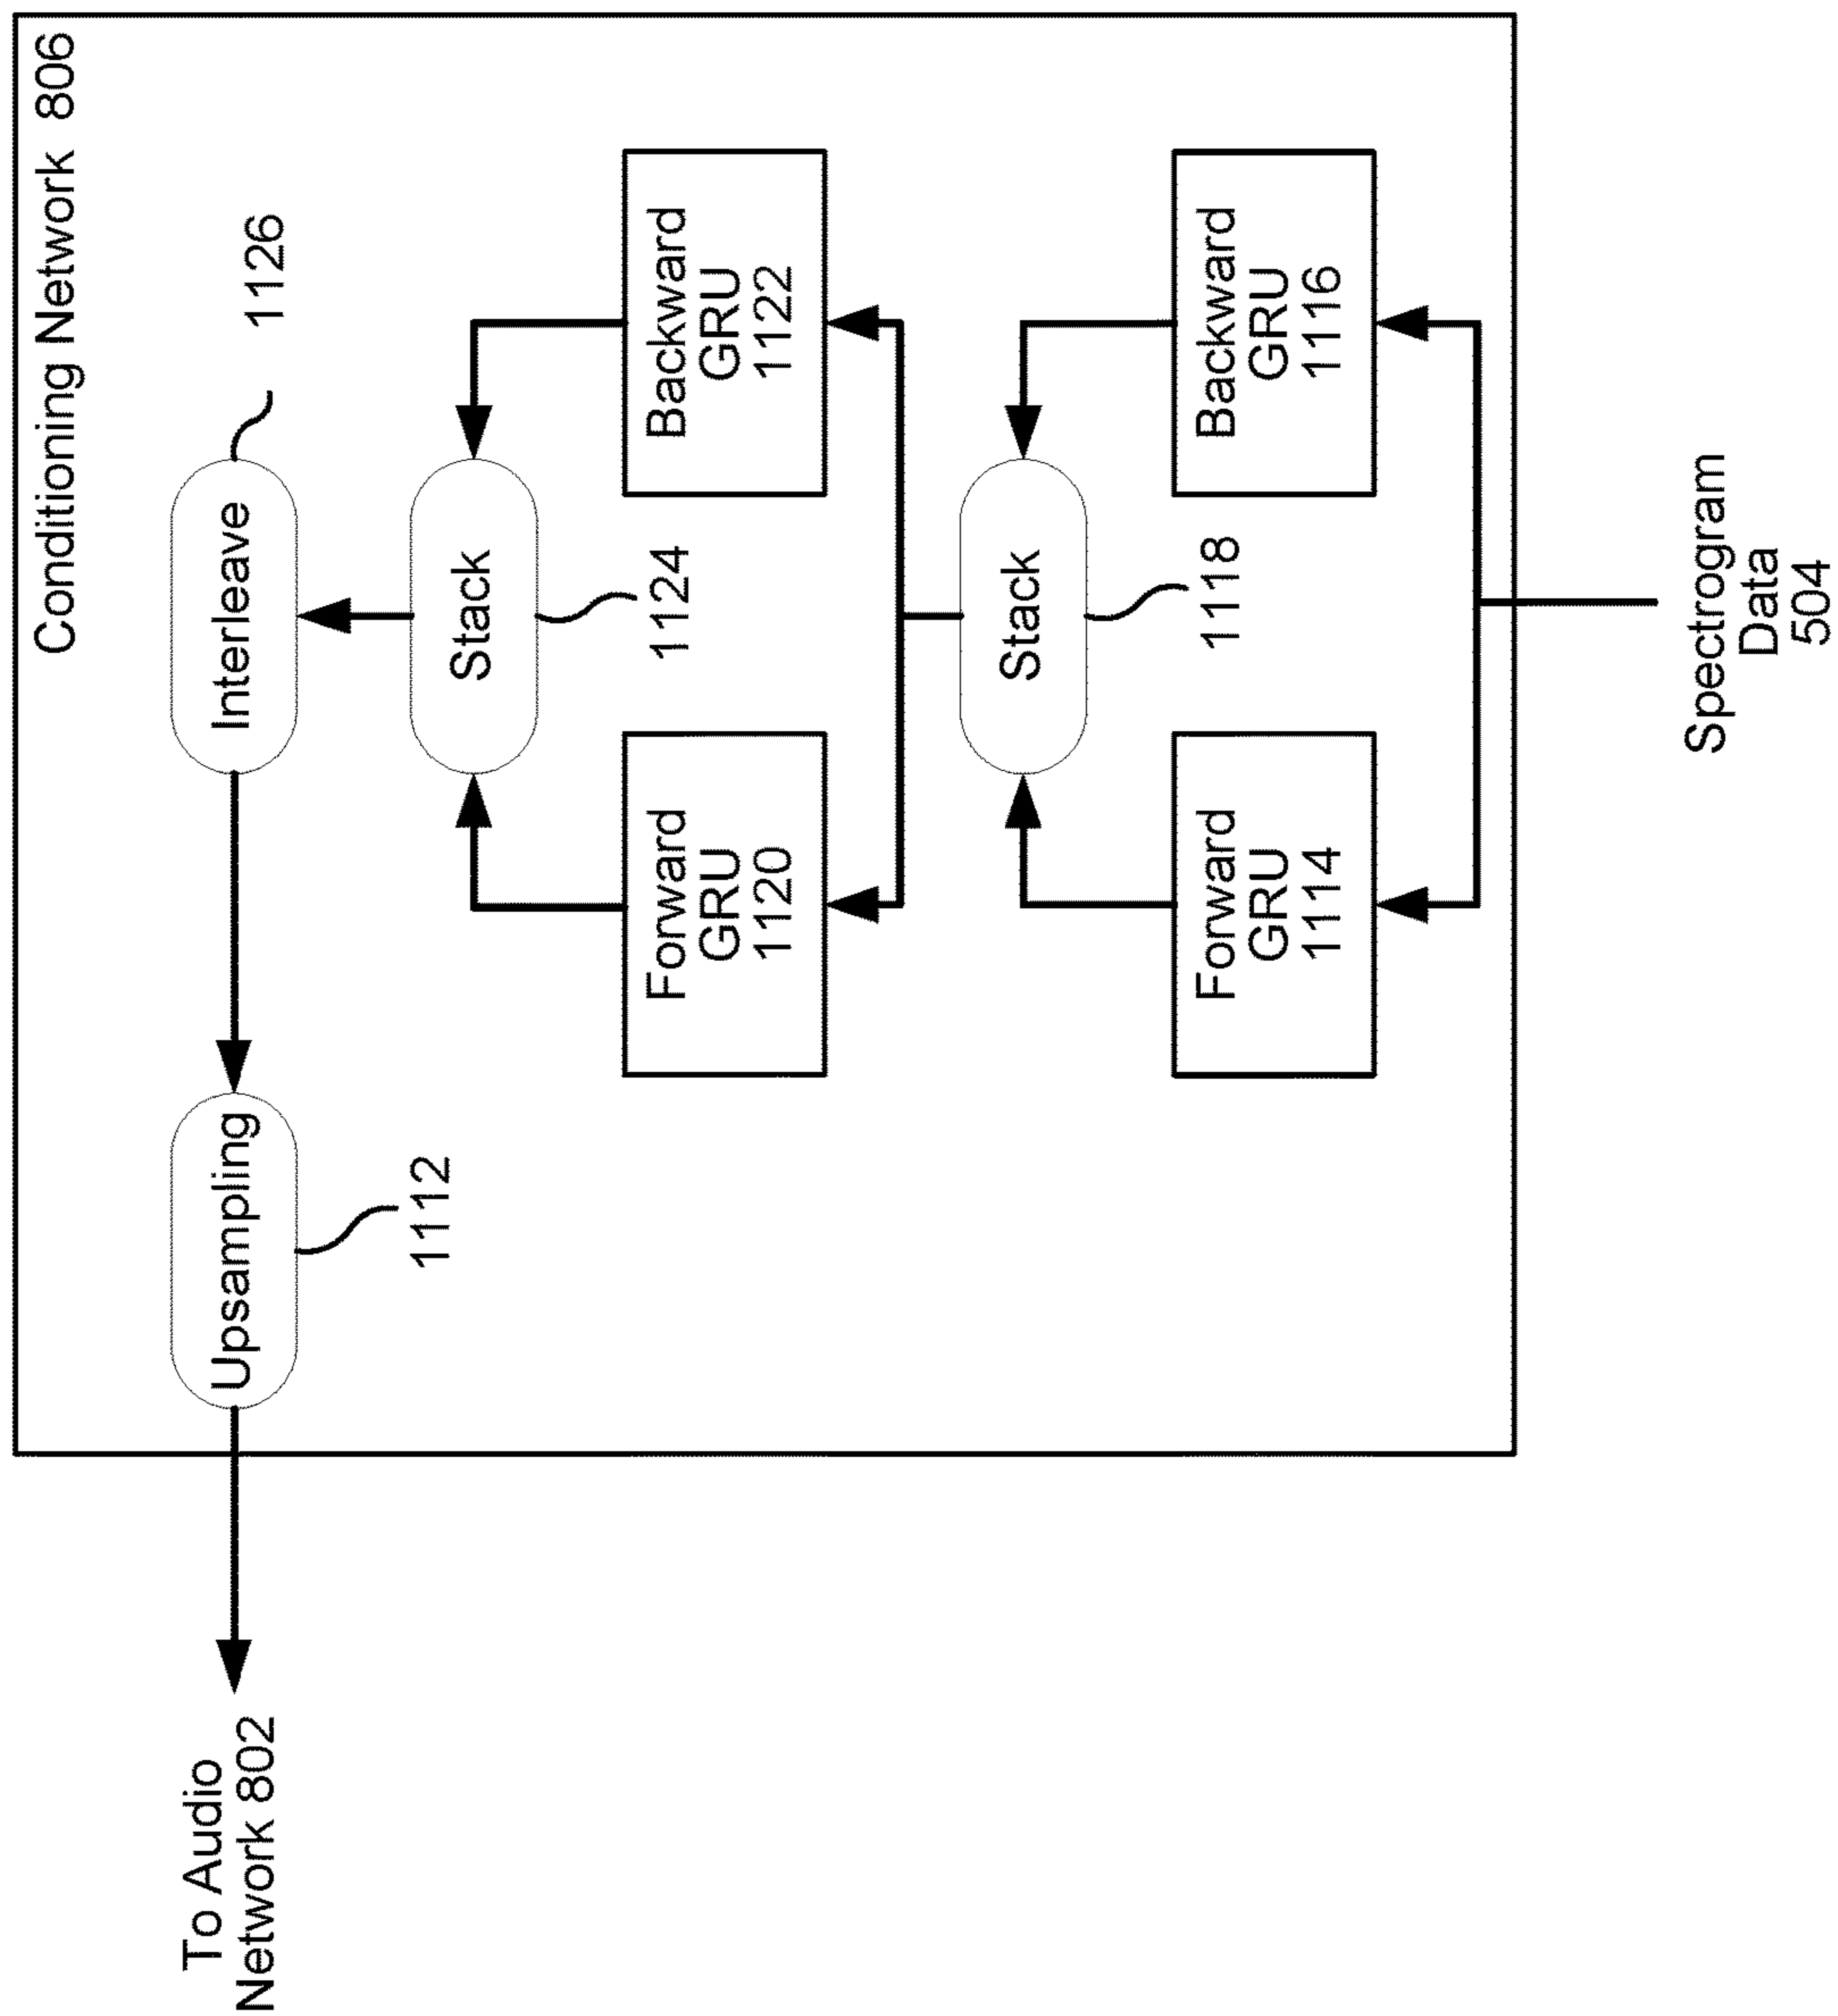 Conditioning Network 806
To Audio
Network 802
Upsampling
1112
Interleave
1126
Stack
1124
Forward
GRU
1120
Backward
GRU
1122
Stack
1118
Forward
GRU
1114
Backward
GRU
1116
Spectrogram
Data
504